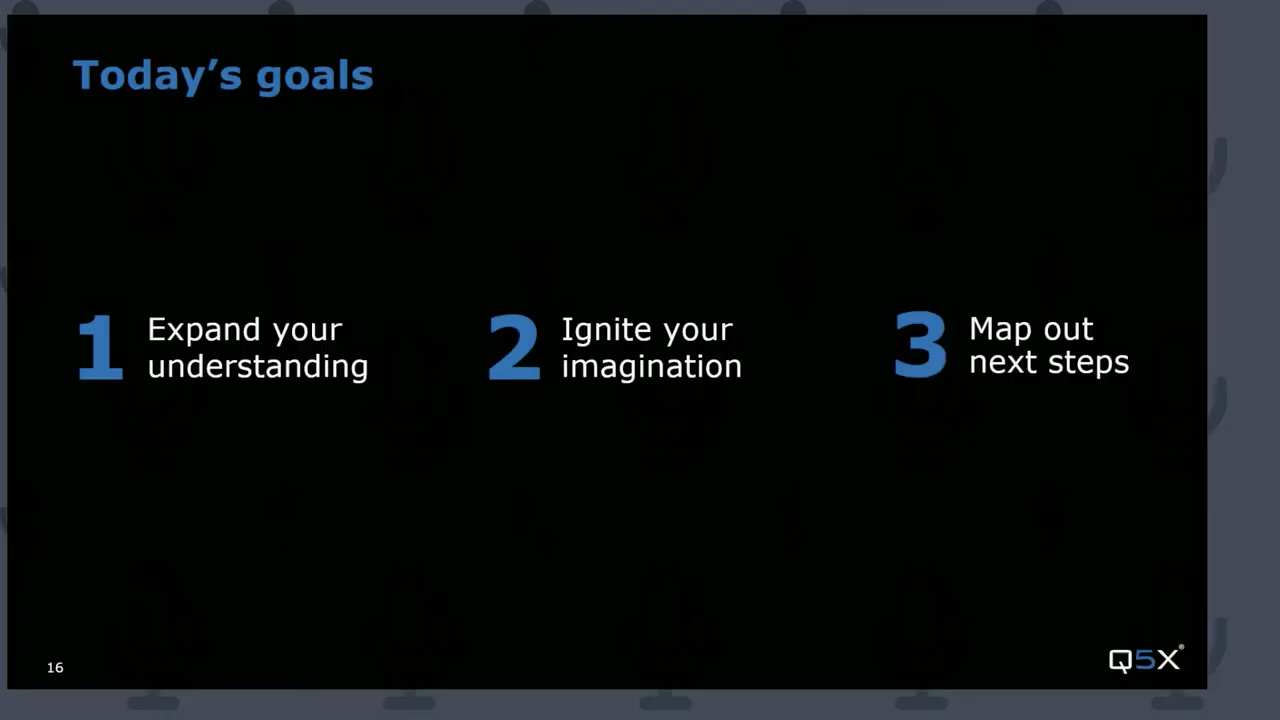 Today’s goals
1 Expand your
understanding
2 Ignite your
imagination
3 Map out
next steps
16
Q5X®